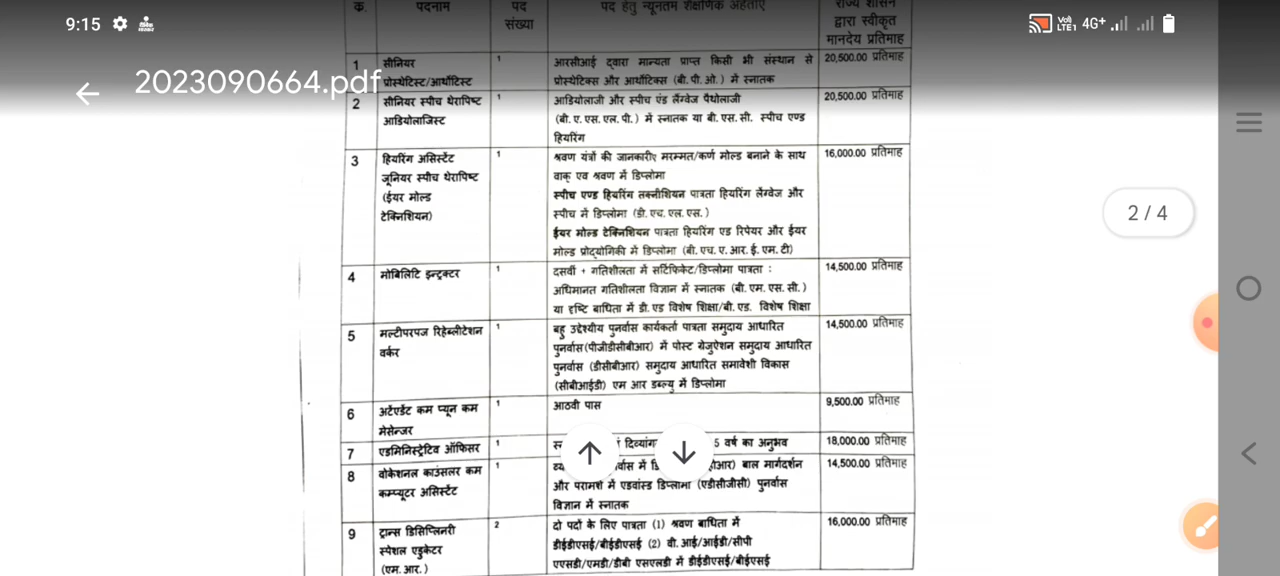 9:15
VoLTE1 4G+
2023090664.pdf
2 / 4
क. पदनाम पद संख्या पद हेतु न्यूनतम शैक्षणिक अर्हताएं राज्य शासन
द्वारा स्वीकृत
मानदेय प्रतिमाह
1 सीनियर 1 आरसीआई द्वारा मान्यता प्राप्त किसी भी संस्थान से 20,500.00 प्रतिमाह
प्रोस्थेटिस्ट/आर्थोटिस्ट प्रोस्थेटिक्स और आर्थोटिक्स (बी.पी.ओ.) में स्नातक
2 सीनियर स्पीच थेरापिष्ट 1 आडियोलाजी और स्पीच एंड लैंग्वेज पैथोलाजी 20,500.00 प्रतिमाह
आडियोलाजिस्ट (बी.ए.एस.एल.पी.) में स्नातक या बी.एस.सी. स्पीच एण्ड
हियरिंग
3 हियरिंग असिस्टेंट 1 श्रवण यंत्रों की जानकारीए मरम्मत/कर्ण मोल्ड बनाने के साथ 16,000.00 प्रतिमाह
जूनियर स्पीच थेरापिष्ट वाक् एव श्रवण में डिप्लोमा
(ईयर मोल्ड स्पीच एण्ड हियरिंग तक्नीशियन पात्रता हियरिंग लेंग्वेज और
टेक्निशियन) स्पीच में डिप्लोमा (डी.एच.एल.एस.)
ईयर मोल्ड टेक्निशियन पात्रता हियरिंग एड रिपेयर और ईयर
मोल्ड प्रोद्योगिकी में डिप्लोमा (बी.एच.ए.आर.ई.एम.टी)
4 मोबिलिटि इन्ट्रक्टर 1 दसवीं + गतिशीलता में सर्टिफिकेट/डिप्लोमा पात्रता : 14,500.00 प्रतिमाह
अधिमानत गतिशीलता विज्ञान में स्नातक (बी.एम.एस.सी.)
या दृष्टि बाधिता में डी.एड विशेष शिक्षा/बी.एड. विशेष शिक्षा
5 मल्टीपरपज रिहेब्लीटेशन 1 बहु उद्देश्यीय पुनर्वास कार्यकर्ता पात्रता समुदाय आधारित 14,500.00 प्रतिमाह
वर्कर पुनर्वास(पीजीडीसीबीआर) में पोस्ट ग्रेजुऐशन समुदाय आधारित
पुनर्वास (डीसीबीआर) समुदाय आधारित समावेशी विकास
(सीबीआईडी) एम आर डब्ल्यु में डिप्लोमा
6 अटेंएडेंट कम प्यून कम 1 आठवी पास 9,500.00 प्रतिमाह
मेसेन्जर
7 एडमिनिस्ट्रेटिव ऑफिसर 1 दिव्यांग 5 वर्ष का अनुभव 18,000.00 प्रतिमाह
8 वोकेशनल काउंसलर कम 1 बाल मार्गदर्शन 14,500.00 प्रतिमाह
कम्प्यूटर असिस्टेंट और परामर्श में एडवांस्ड डिप्लामा (एडीसीजीसी) पुनर्वास
विज्ञान में स्नातक
9 ट्रान्स डिसिप्लिनरी 2 दो पदों के लिए पात्रता (1) श्रवण बाधिता में 16,000.00 प्रतिमाह
स्पेशल एडुकेटर डीईडीएसई/बीईडीएसई (2) वी.आई/आईडी/सीपी
(एम.आर.) एएसडी/एमडी/डीबी एसएलडी में डीईडीएसई/बीईएसई